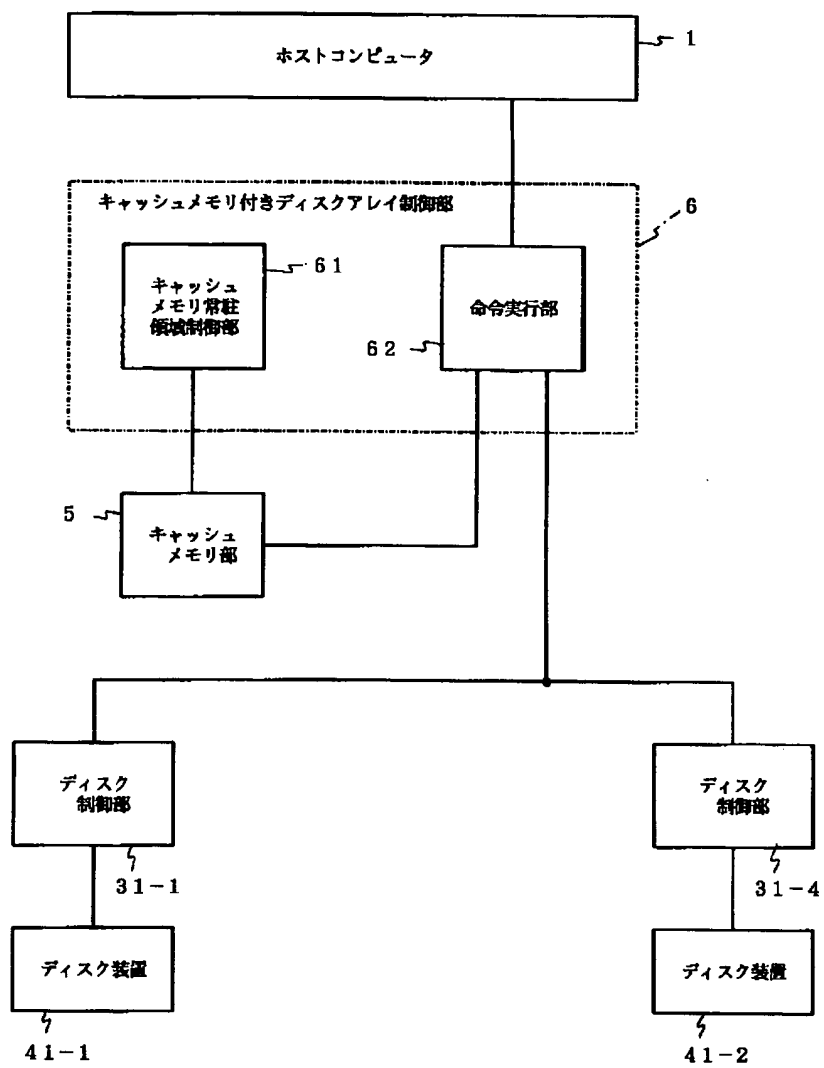 ホストコンピュータ
1
キャッシュメモリ付きディスクアレイ制御部
6
キャッシュ
メモリ常駐
領域制御部
61
命令実行部
62
5
キャッシュ
メモリ部
ディスク
制御部
31-1
ディスク
制御部
31-4
ディスク装置
41-1
ディスク装置
41-2